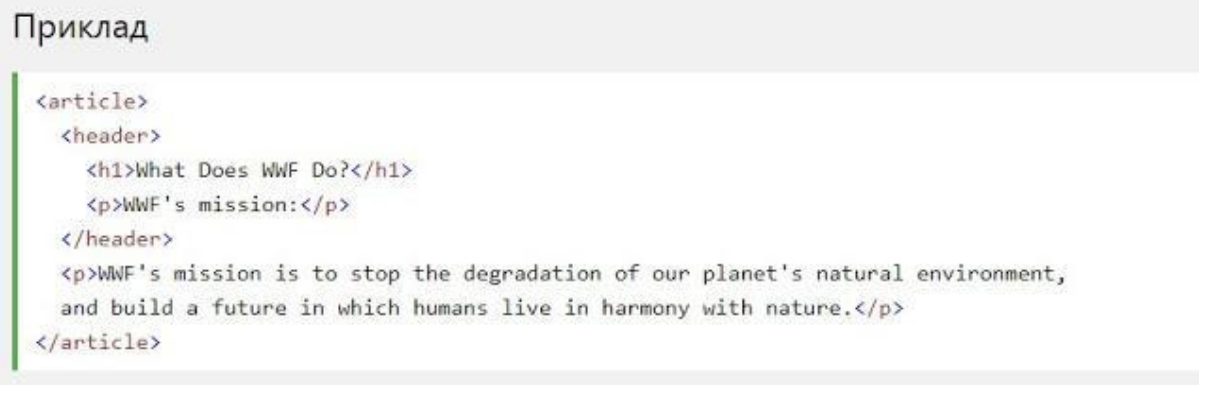 Приклад
<article>
<header>
<h1>What Does WWF Do?</h1>
<p>WWF's mission:</p>
</header>
<p>WWF's mission is to stop the degradation of our planet's natural environment,
and build a future in which humans live in harmony with nature.</p>
</article>